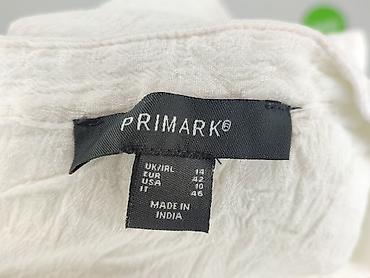 PRIMARK®
UK/IRL 14
EUR 42
USA 10
IT 46
MADE IN
INDIA